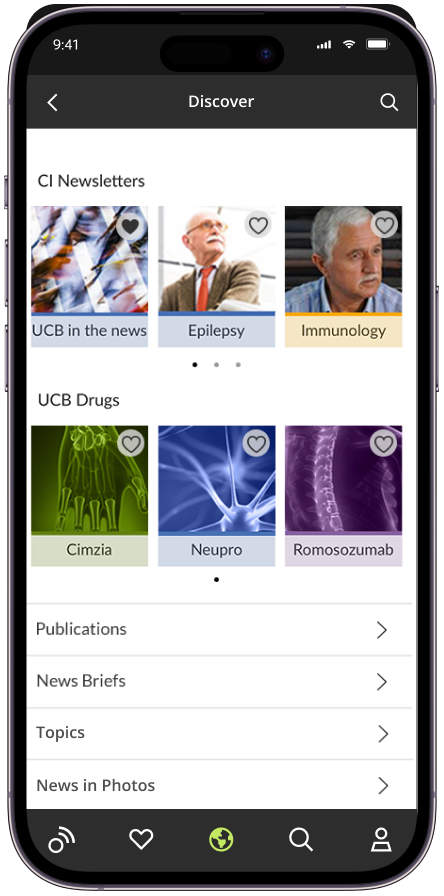 9:41
Discover
CI Newsletters
UCB in the news
Epilepsy
Immunology
UCB Drugs
Cimzia
Neupro
Romosozumab
Publications
News Briefs
Topics
News in Photos